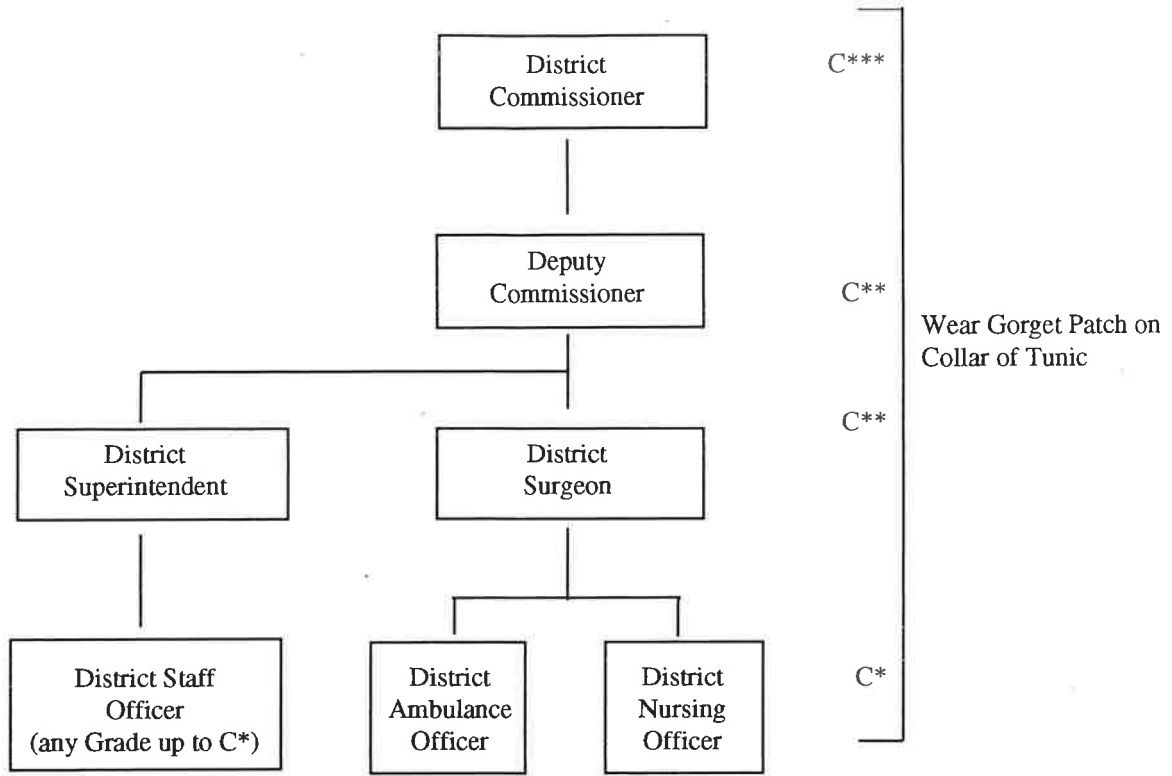 District
Commissioner
C***
Deputy
Commissioner
C**
Wear Gorget Patch on
Collar of Tunic
C**
District
Superintendent
District
Surgeon
District Staff
Officer
(any Grade up to C*)
District
Ambulance
Officer
District
Nursing
Officer
C*